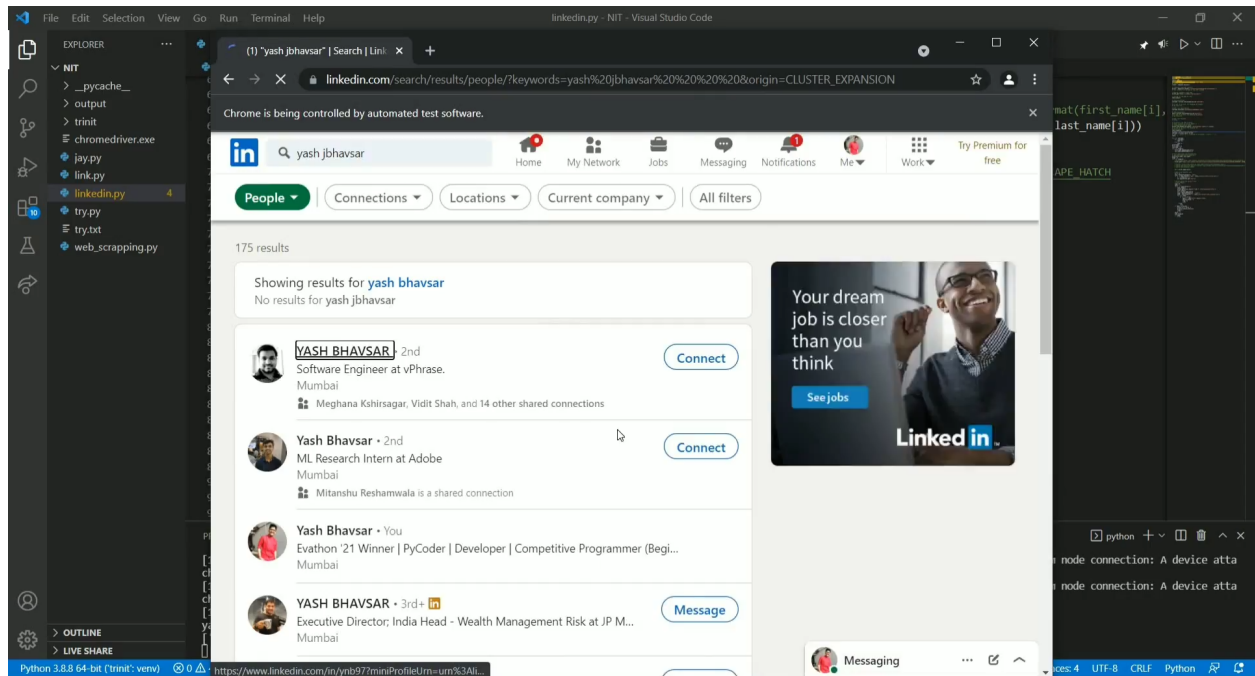 File Edit Selection View Go Run Terminal Help
linkedin.py - NIT - Visual Studio Code
EXPLORER
NIT
__pycache__
output
trinit
chromedriver.exe
jay.py
link.py
linkedin.py 4
try.py
try.txt
web_scrapping.py
10
OUTLINE
LIVE SHARE
(1) "yash jbhavsar" | Search | Link
linkedin.com/search/results/people/?keywords=yash%20jbhavsar%20%20%20%20&origin=CLUSTER_EXPANSION
Chrome is being controlled by automated test software.
in
yash jbhavsar
Home
My Network
Jobs
Messaging
1
Notifications
Me
Work
Try Premium for
free
People
Connections
Locations
Current company
All filters
175 results
Showing results for yash bhavsar
No results for yash jbhavsar
YASH BHAVSAR • 2nd
Software Engineer at vPhrase.
Mumbai
Meghana Kshirsagar, Vidit Shah, and 14 other shared connections
Connect
Yash Bhavsar • 2nd
ML Research Intern at Adobe
Mumbai
Mitanshu Reshamwala is a shared connection
Connect
Yash Bhavsar • You
Evathon '21 Winner | PyCoder | Developer | Competitive Programmer (Begi...
Mumbai
YASH BHAVSAR • 3rd+ in
Executive Director; India Head - Wealth Management Risk at JP M...
Mumbai
Message
Your dream
job is closer
than you
think
See jobs
Linked in
Messaging
https://www.linkedin.com/in/ynb97?miniProfileUrn=urn%3Ali...
mat(first_name[i],
last_name[i]))
APE_HATCH
python
node connection: A device atta
node connection: A device atta
Python 3.8.8 64-bit ('trinit': venv) 0
ces: 4 UTF-8 CRLF Python